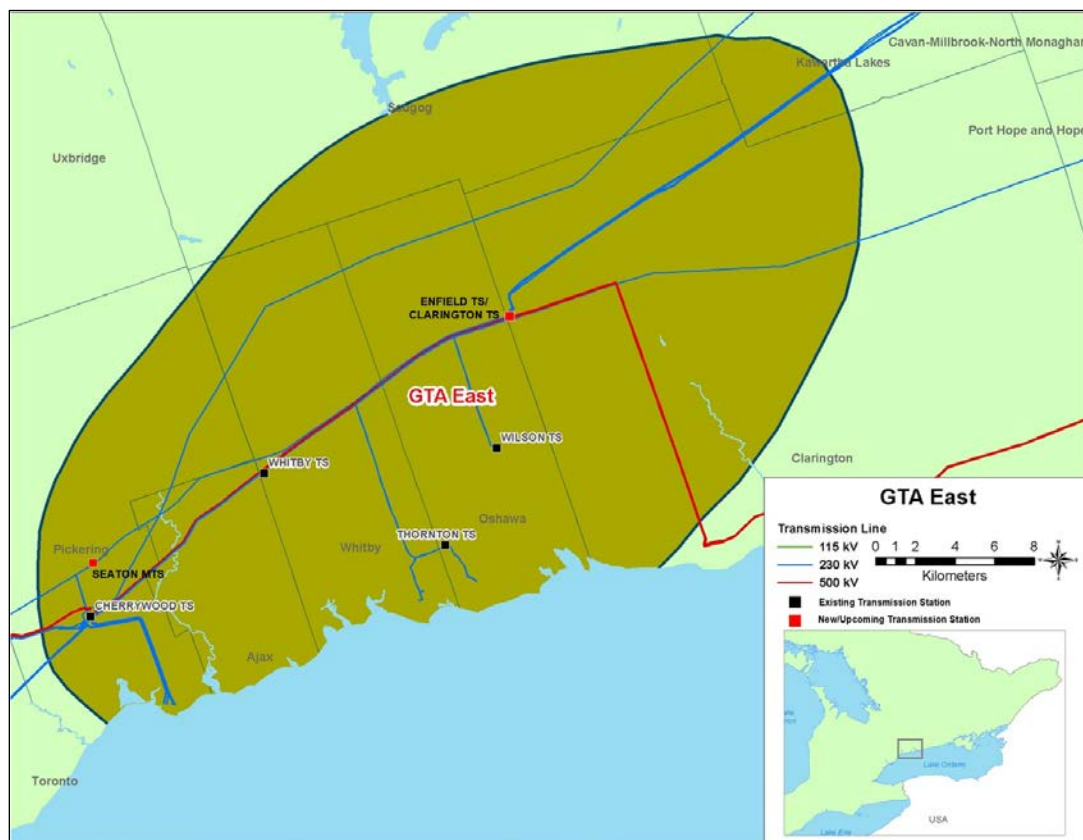 Cavan-Millbrook-North Monaghan
Kawartha Lakes
Scugog
Port Hope and Hope
Uxbridge
ENFIELD TS/
CLARINGTON TS
GTA East
WILSON TS
Clarington
WHITBY TS
Oshawa
THORNTON TS
Whitby
Pickering
SEATON MTS
CHERRYWOOD TS
Ajax
Toronto
GTA East
Transmission Line
115 kV
230 kV
500 kV
0 1 2 4 6 8
Kilometers
Existing Transmission Station
New/Upcoming Transmission Station
Lake Ontario
Lake Erie
USA